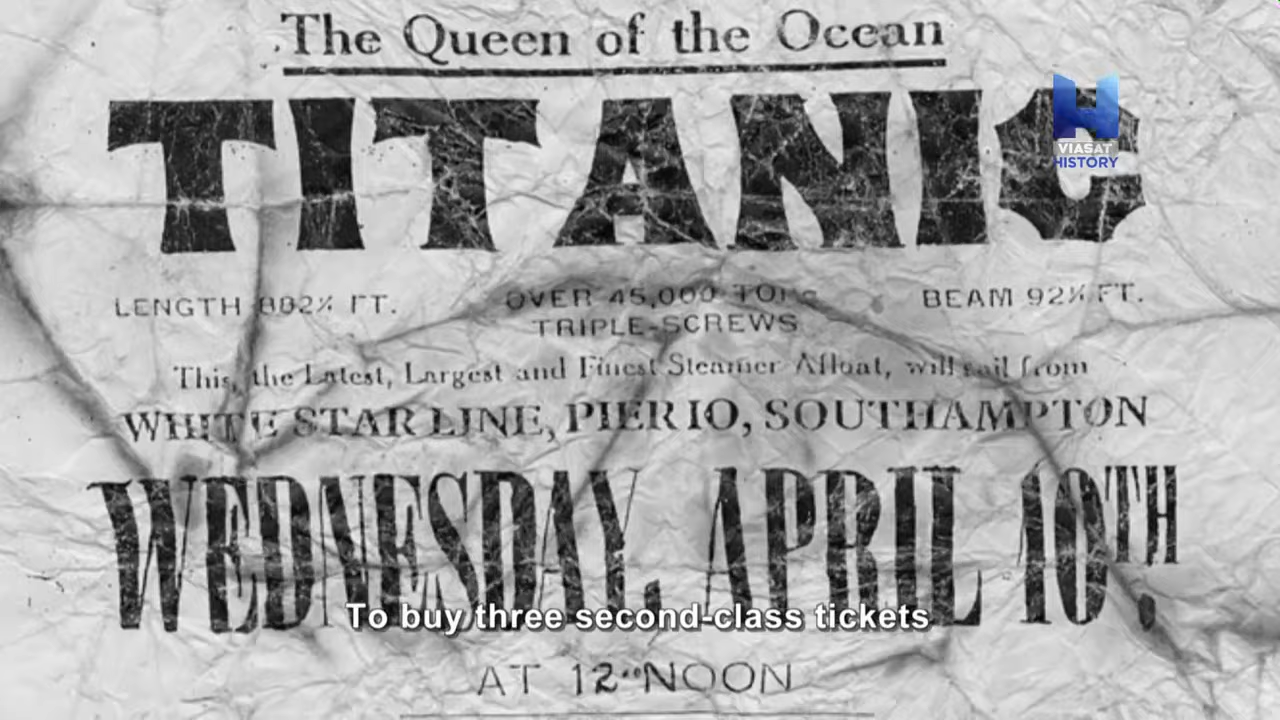 The Queen of the Ocean
TITANIC
VIASAT
HISTORY
LENGTH 882½ FT.
OVER 45,000 TONS
TRIPLE-SCREWS
BEAM 92½ FT.
This, the Latest, Largest and Finest Steamer Afloat, will sail from
WHITE STAR LINE, PIER 10, SOUTHAMPTON
WEDNESDAY, APRIL 10TH.
To buy three second-class tickets
AT 12 NOON